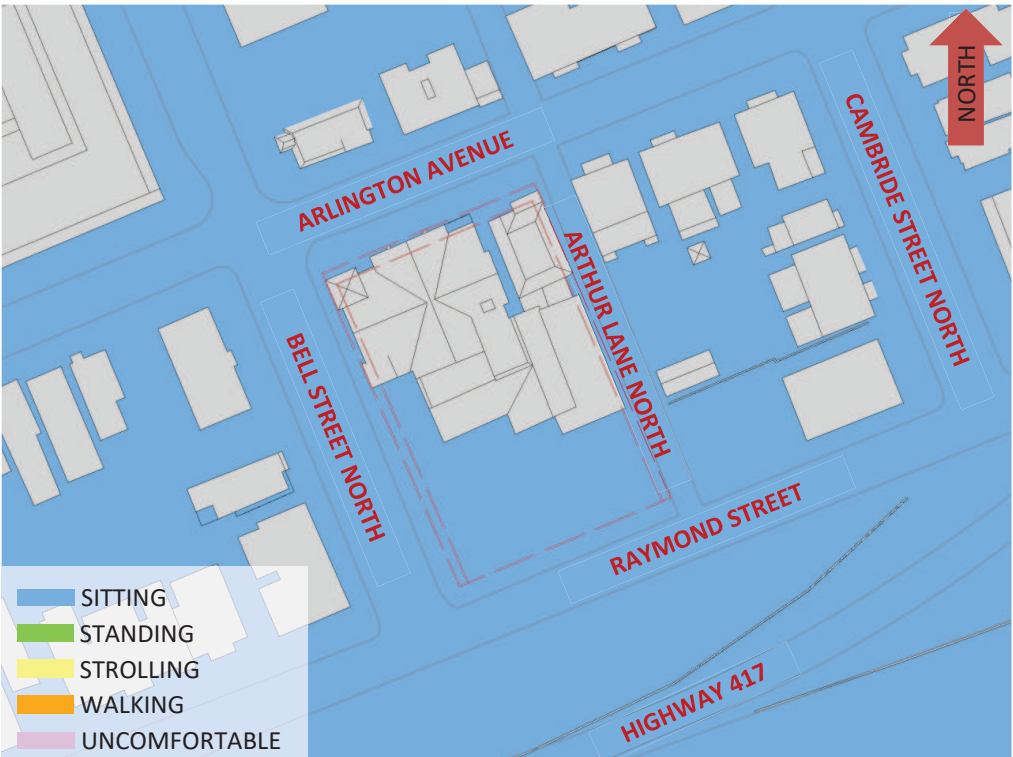 NORTH
ARLINGTON AVENUE
CAMBRIDE STREET NORTH
ARTHUR LANE NORTH
BELL STREET NORTH
RAYMOND STREET
HIGHWAY 417
SITTING
STANDING
STROLLING
WALKING
UNCOMFORTABLE